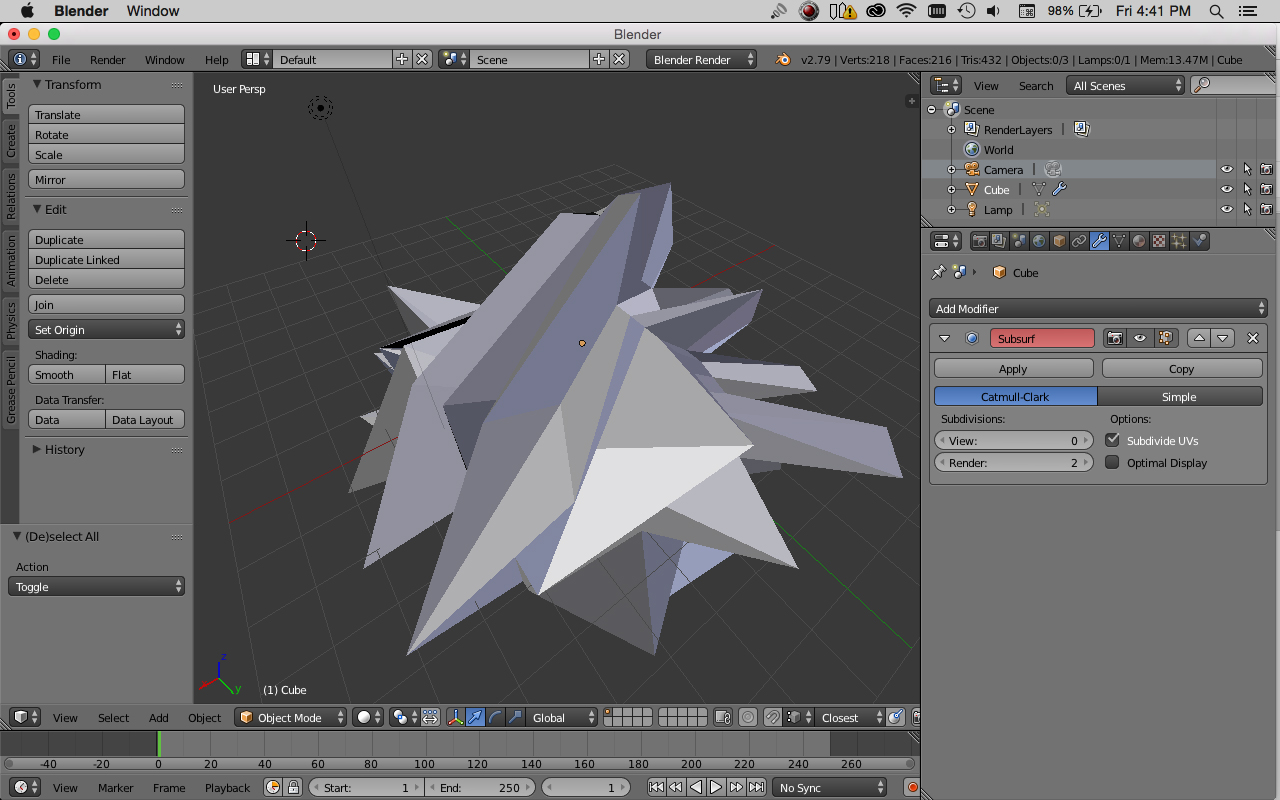 Blender Window 98% Fri 4:41 PM
Blender
File Render Window Help Default Scene Blender Render v2.79 | Verts:218 | Faces:216 | Tris:432 | Objects:0/3 | Lamps:0/1 | Mem:13.47M | Cube
Tools
Create
Relations
Animation
Physics
Grease Pencil
Transform
Translate
Rotate
Scale
Mirror
Edit
Duplicate
Duplicate Linked
Delete
Join
Set Origin
Shading:
Smooth Flat
Data Transfer:
Data Data Layout
History
(De)select All
Action
Toggle
User Persp
z
y
(1) Cube
View Search All Scenes
Scene
RenderLayers |
World
Camera |
Cube |
Lamp |
Cube
Add Modifier
Subsurf
Apply Copy
Catmull-Clark Simple
Subdivisions: Options:
View: 0 Subdivide UVs
Render: 2 Optimal Display
View Select Add Object Object Mode Global Closest
-40 -20 0 20 40 60 80 100 120 140 160 180 200 220 240 260
View Marker Frame Playback Start: 1 End: 250 1 No Sync